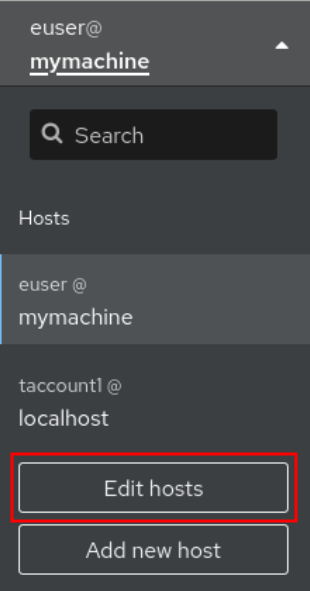 euser@
mymachine
Search
Hosts
euser @
mymachine
taccount1 @
localhost
Edit hosts
Add new host